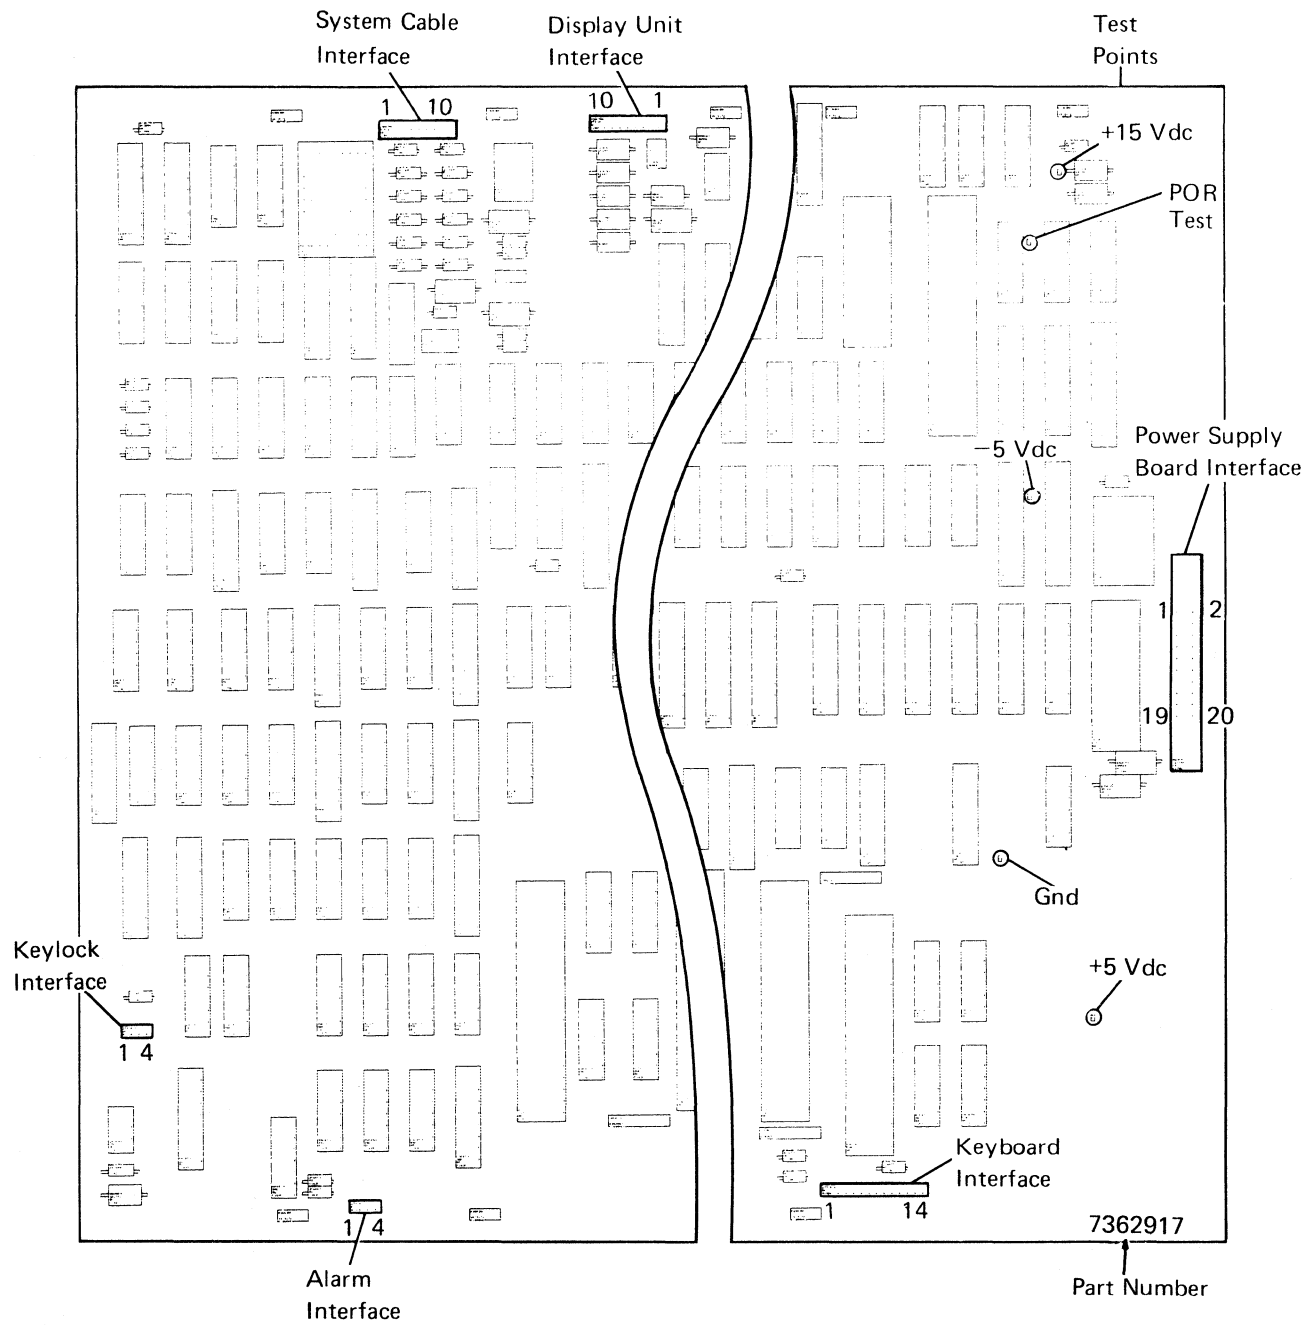 System Cable
Interface
Display Unit
Interface
Test
Points
1 10
10 1
+15 Vdc
POR
Test
Power Supply
Board Interface
−5 Vdc
1 2
19 20
Gnd
Keylock
Interface
+5 Vdc
1 4
Keyboard
Interface
1 14
1 4
7362917
Alarm
Interface
Part Number